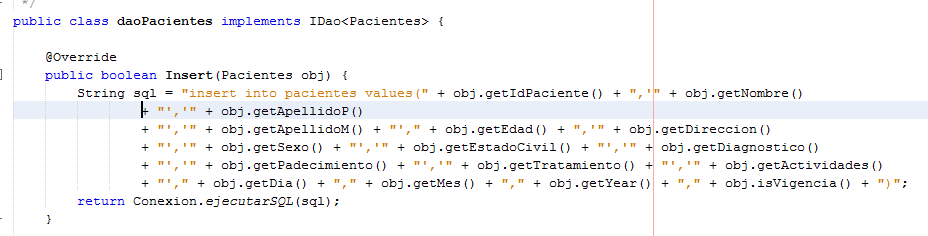 */
public class daoPacientes implements IDao<Pacientes> {
@Override
public boolean Insert(Pacientes obj) {
String sql = "insert into pacientes values(" + obj.getIdPaciente() + ",'" + obj.getNombre()
+ "','" + obj.getApellidoP()
+ "','" + obj.getApellidoM() + "'," + obj.getEdad() + ",'" + obj.getDireccion()
+ "','" + obj.getSexo() + "','" + obj.getEstadoCivil() + "','" + obj.getDiagnostico()
+ "','" + obj.getPadecimiento() + "','" + obj.getTratamiento() + "','" + obj.getActividades()
+ "'," + obj.getDia() + "," + obj.getMes() + "," + obj.getYear() + "," + obj.isVigencia() + ")";
return Conexion.ejecutarSQL(sql);
}